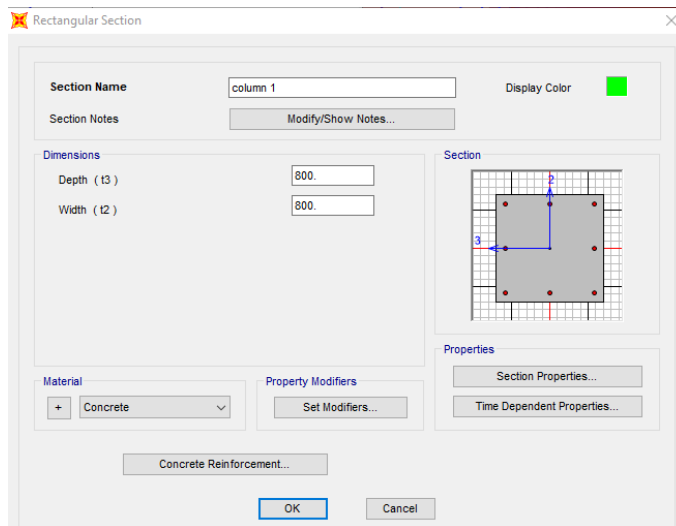 Rectangular Section
Section Name column 1 Display Color
Section Notes Modify/Show Notes...
Dimensions
Depth ( t3 ) 800.
Width ( t2 ) 800.
Section
2
3
Properties
Section Properties...
Time Dependent Properties...
Material
+ Concrete
Property Modifiers
Set Modifiers...
Concrete Reinforcement...
OK Cancel